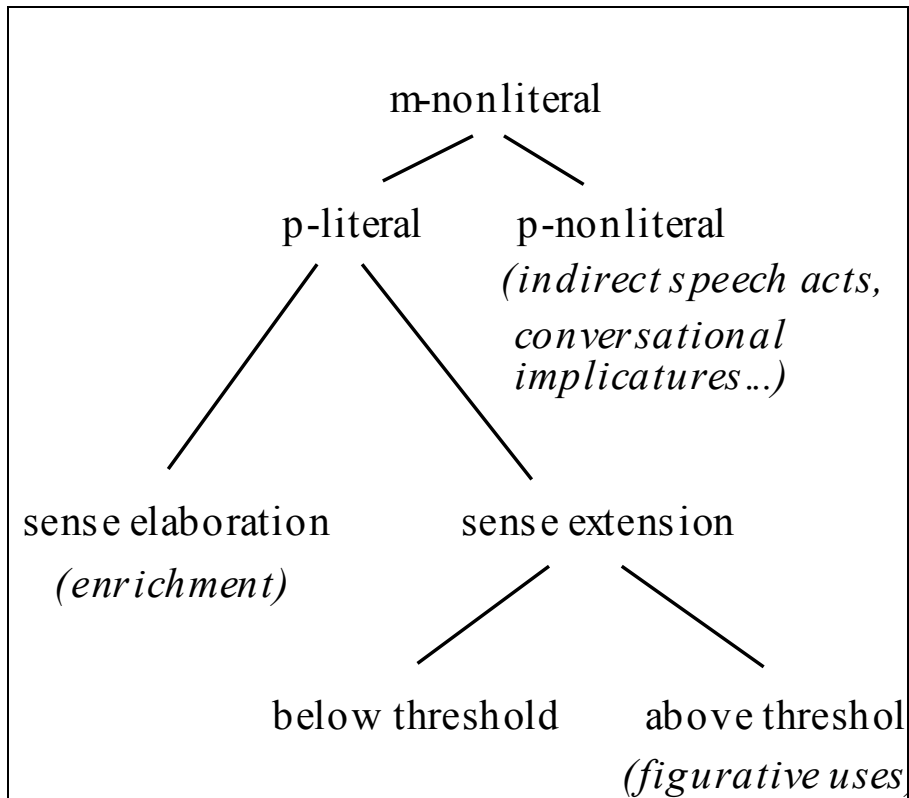 m-nonliteral
p-literal
p-nonliteral
(indirect speech acts,
conversational
implicatures...)
sense elaboration
sense extension
(enrichment)
below threshold
above threshol
(figurative uses